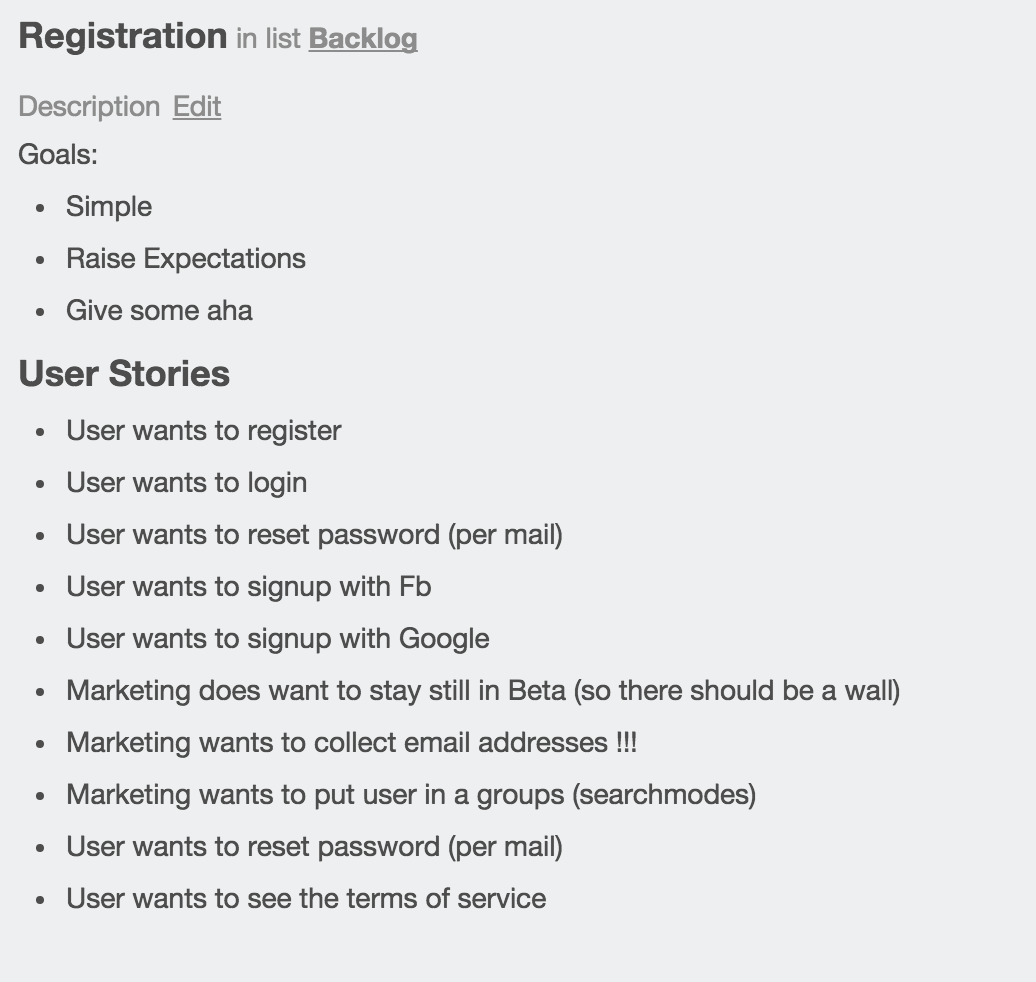 Registration in list Backlog
Description Edit
Goals:
• Simple
• Raise Expectations
• Give some aha
User Stories
• User wants to register
• User wants to login
• User wants to reset password (per mail)
• User wants to signup with Fb
• User wants to signup with Google
• Marketing does want to stay still in Beta (so there should be a wall)
• Marketing wants to collect email addresses !!!
• Marketing wants to put user in a groups (searchmodes)
• User wants to reset password (per mail)
• User wants to see the terms of service